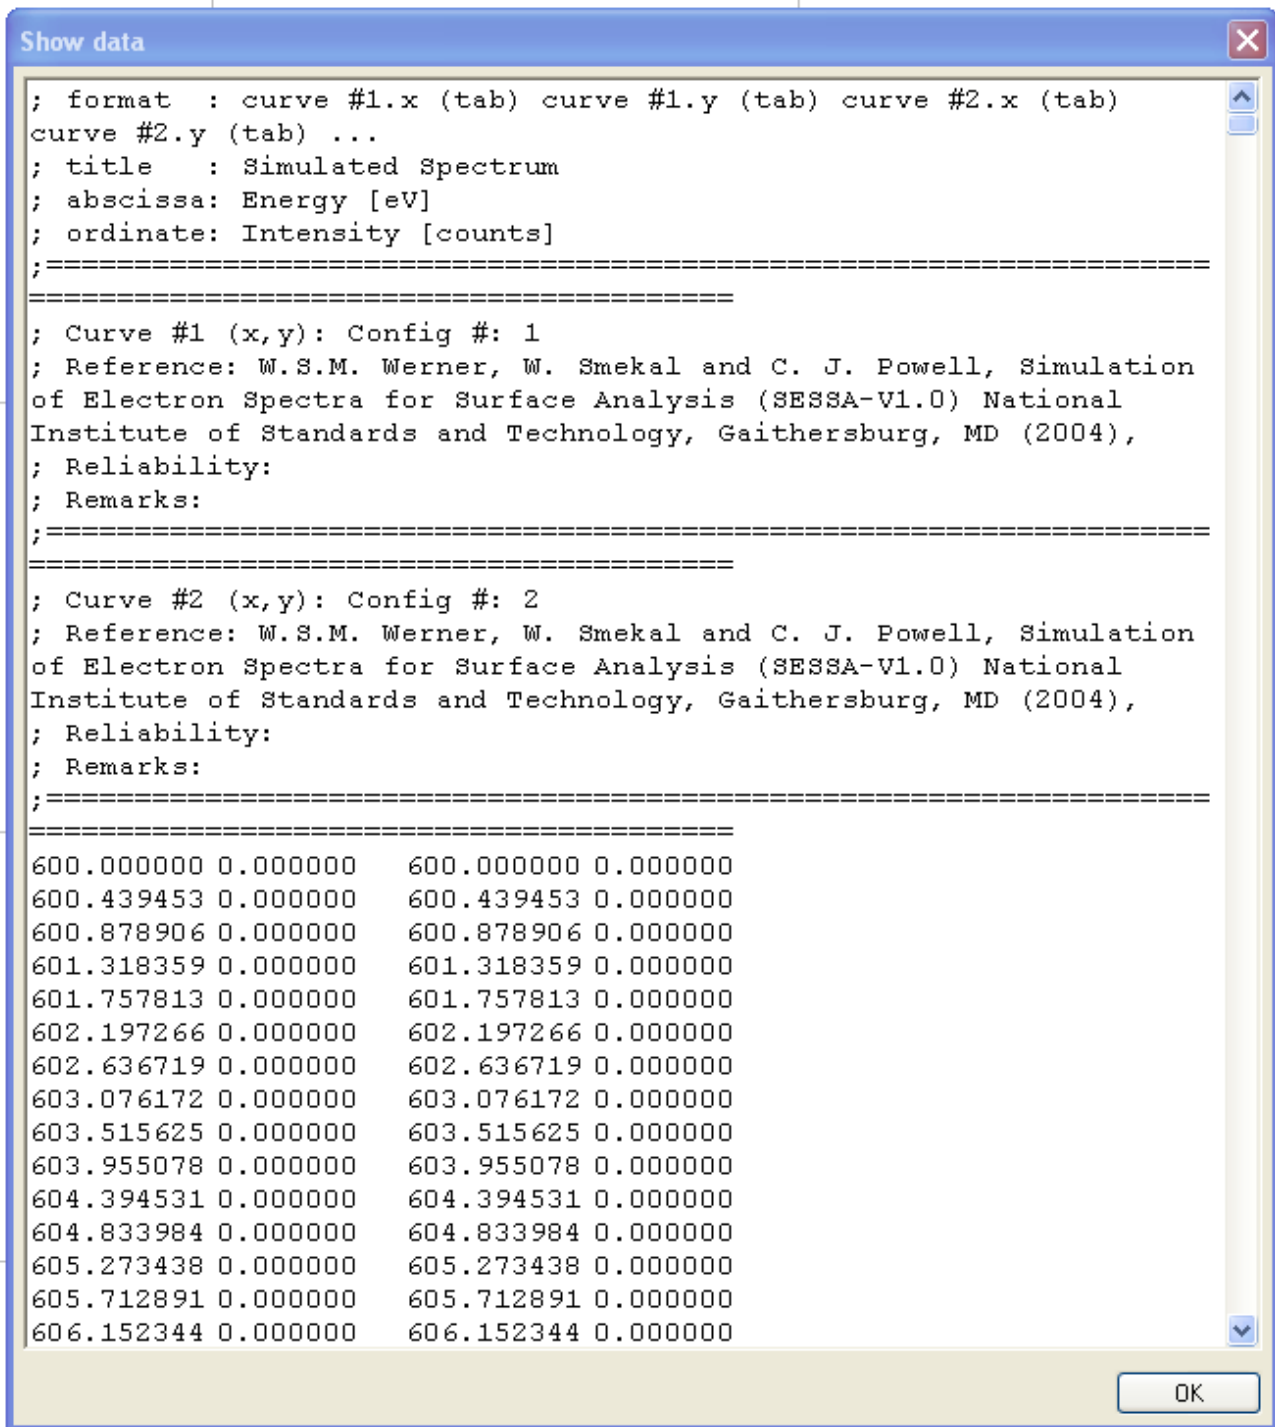 Show data
; format  : curve #1.x (tab) curve #1.y (tab) curve #2.x (tab)
curve #2.y (tab) ...
; title   : Simulated Spectrum
; abscissa: Energy [eV]
; ordinate: Intensity [counts]
;==================================================================
========================================
; Curve #1 (x,y): Config #: 1
; Reference: W.S.M. Werner, W. Smekal and C. J. Powell, Simulation
of Electron Spectra for Surface Analysis (SESSA-V1.0) National
Institute of Standards and Technology, Gaithersburg, MD (2004),
; Reliability:
; Remarks:
;==================================================================
========================================
; Curve #2 (x,y): Config #: 2
; Reference: W.S.M. Werner, W. Smekal and C. J. Powell, Simulation
of Electron Spectra for Surface Analysis (SESSA-V1.0) National
Institute of Standards and Technology, Gaithersburg, MD (2004),
; Reliability:
; Remarks:
;==================================================================
========================================
600.000000 0.000000   600.000000 0.000000
600.439453 0.000000   600.439453 0.000000
600.878906 0.000000   600.878906 0.000000
601.318359 0.000000   601.318359 0.000000
601.757813 0.000000   601.757813 0.000000
602.197266 0.000000   602.197266 0.000000
602.636719 0.000000   602.636719 0.000000
603.076172 0.000000   603.076172 0.000000
603.515625 0.000000   603.515625 0.000000
603.955078 0.000000   603.955078 0.000000
604.394531 0.000000   604.394531 0.000000
604.833984 0.000000   604.833984 0.000000
605.273438 0.000000   605.273438 0.000000
605.712891 0.000000   605.712891 0.000000
606.152344 0.000000   606.152344 0.000000
OK